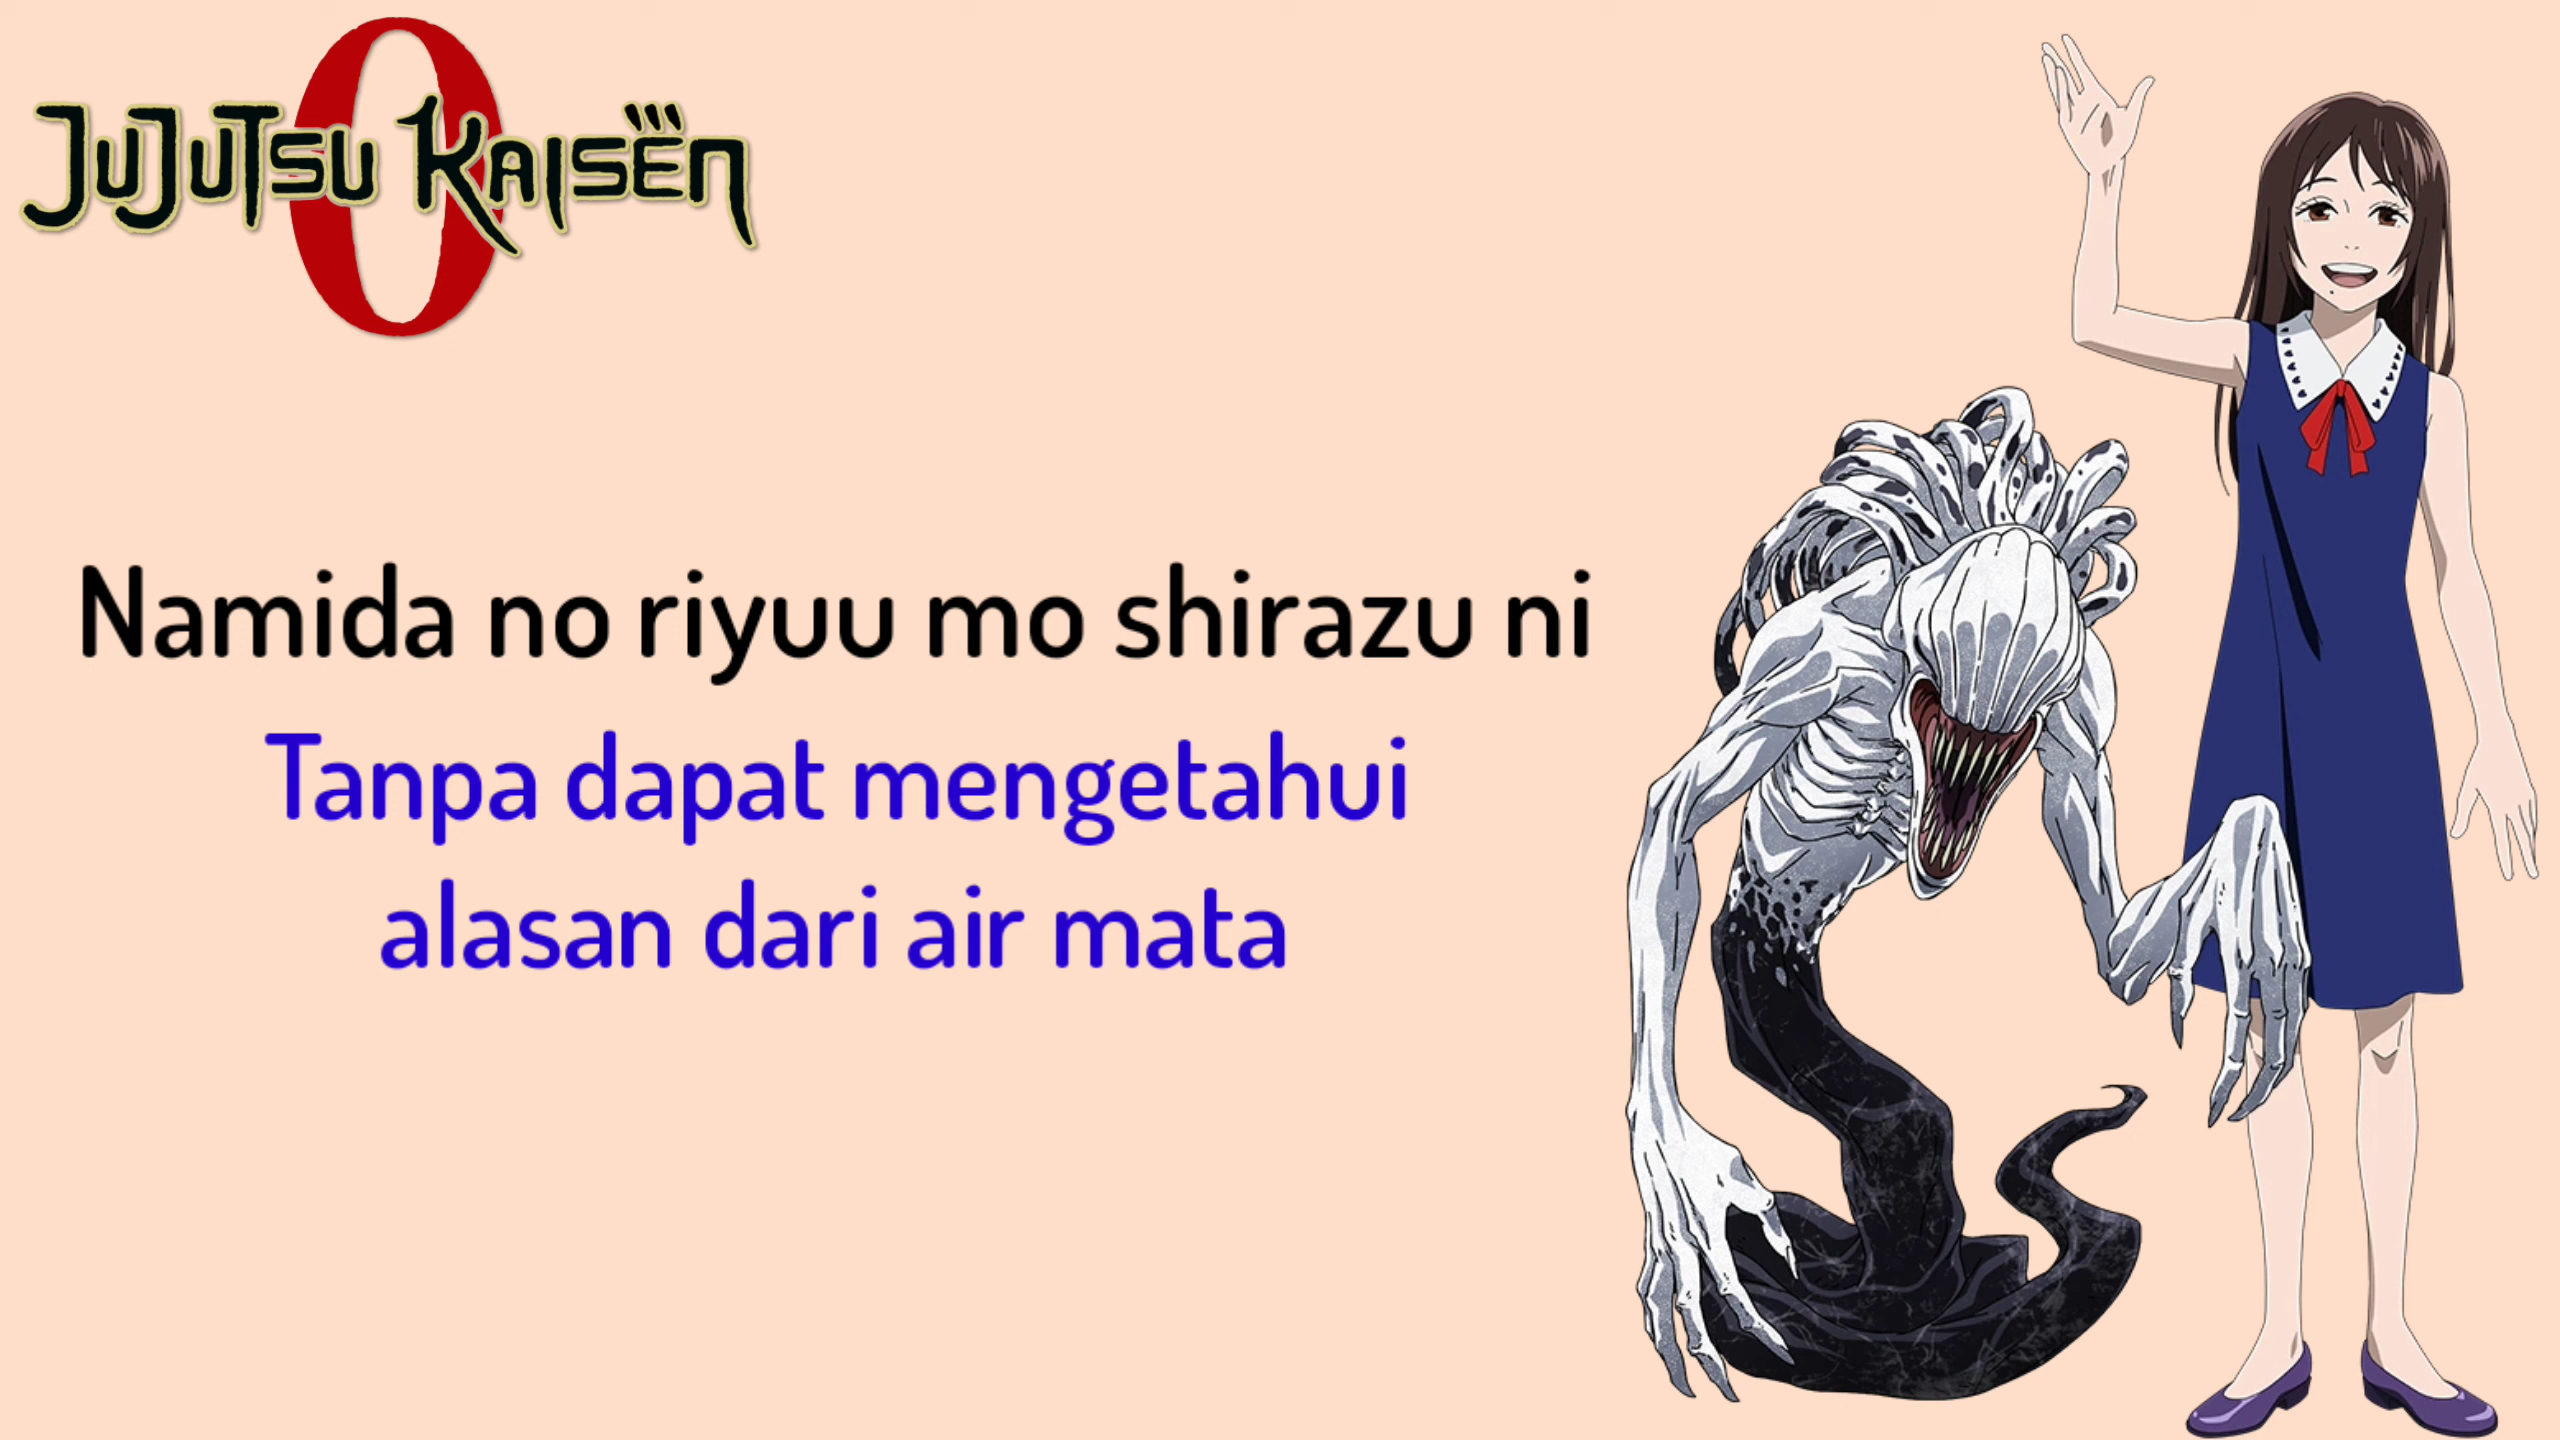 JUJUTSU KAISEN 0
Namida no riyuu mo shirazu ni
Tanpa dapat mengetahui
alasan dari air mata